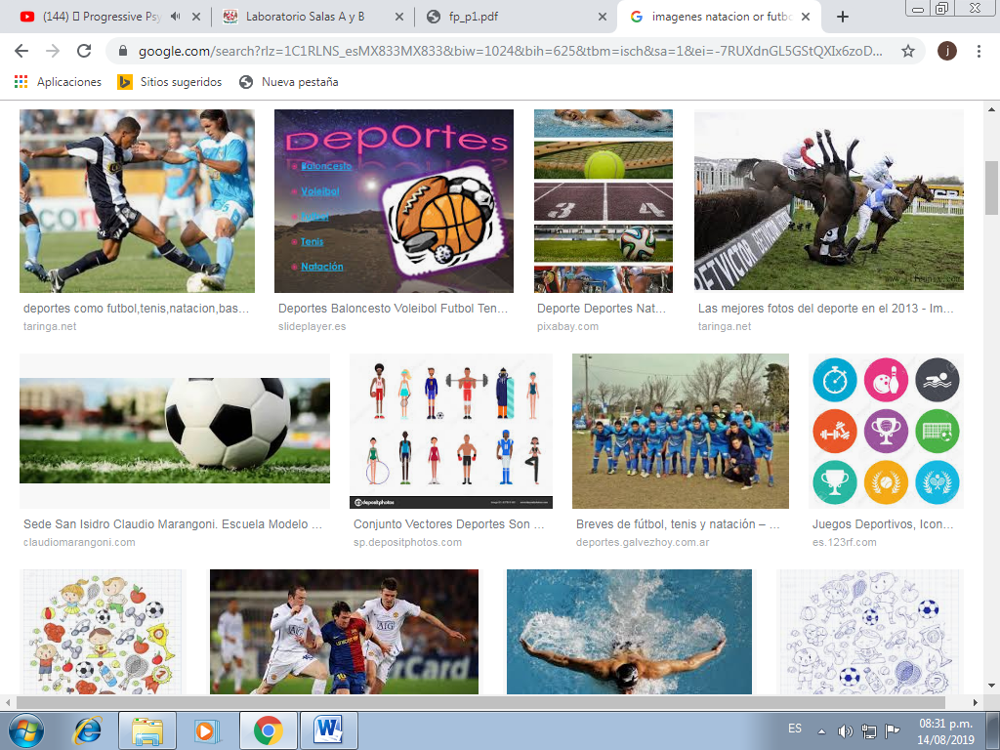 (144) Progressive Psy
Laboratorio Salas A y B
fp_p1.pdf
imagenes natacion or futbo
google.com/search?rlz=1C1RLNS_esMX833MX833&biw=1024&bih=625&tbm=isch&sa=1&ei=-7RUXdnGL5GStQXIx6zoD...
j
Aplicaciones
Sitios sugeridos
Nueva pestaña
Deportes
Baloncesto
Voleibol
Tenis
Natación
3 4
BETVICTOR
deportes como futbol,tenis,natacion,bas...
taringa.net
Deportes Baloncesto Voleibol Futbol Ten...
slideplayer.es
Deporte Deportes Nat...
pixabay.com
Las mejores fotos del deporte en el 2013 - Im...
taringa.net
depositphotos
Sede San Isidro Claudio Marangoni. Escuela Modelo ...
claudiomarangoni.com
Conjunto Vectores Deportes Son ...
sp.depositphotos.com
Breves de fútbol, tenis y natación – ...
deportes.galvezhoy.com.ar
Juegos Deportivos, Icon...
es.123rf.com
AIG
AIG
unicef
ES
08:31 p.m.
14/08/2019